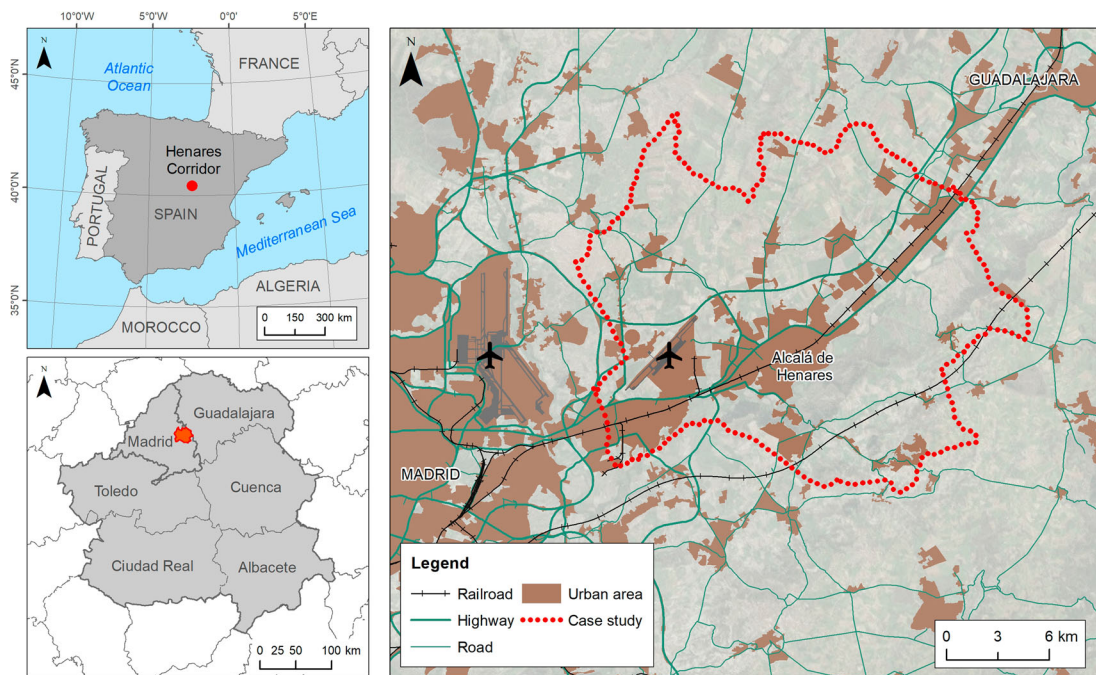 10°0'W 5°0'W 0°0' 5°0'E
45°0'N
40°0'N
35°0'N
N
Atlantic
Ocean
FRANCE
Henares
Corridor
PORTUGAL
SPAIN
Mediterranean Sea
ALGERIA
MOROCCO
0 150 300 km
N
Guadalajara
Madrid
Toledo
Cuenca
Ciudad Real
Albacete
0 25 50 100 km
N
GUADALAJARA
Alcalá de
Henares
MADRID
Legend
Railroad Urban area
Highway Case study
Road
0 3 6 km